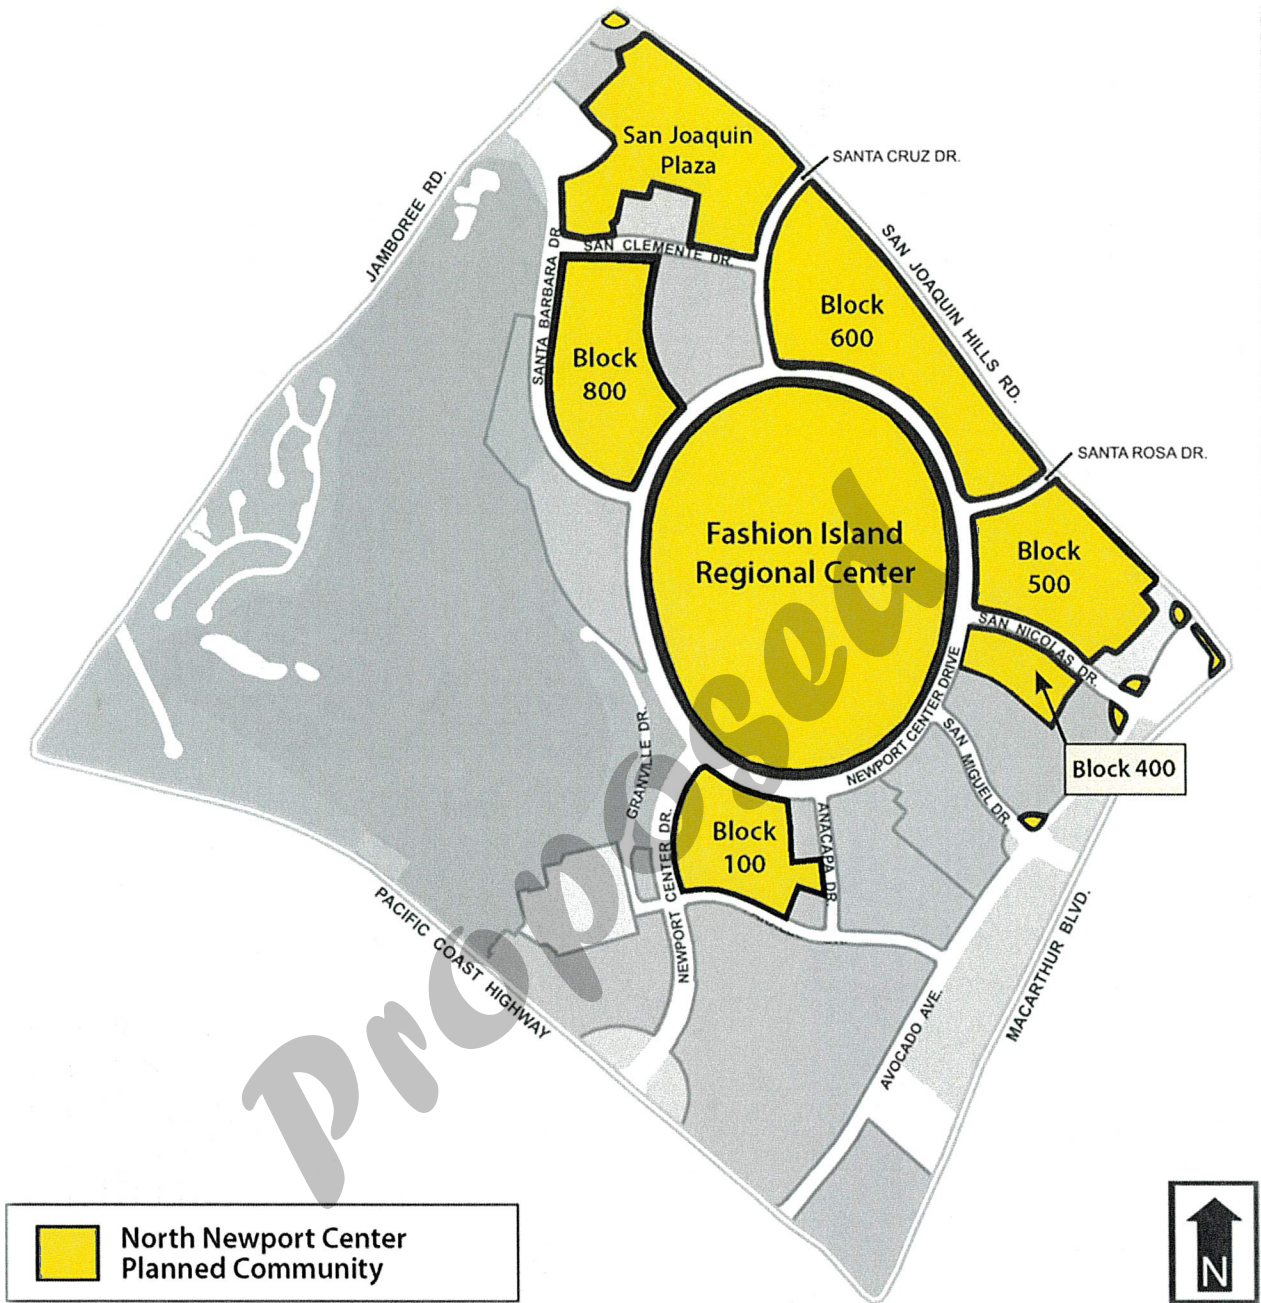 San Joaquin
Plaza
SANTA CRUZ DR.
JAMBOREE RD.
SAN JOAQUIN HILLS RD.
SAN CLEMENTE DR.
SANTA BARBARA DR
Block
600
Block
800
SANTA ROSA DR.
Fashion Island
Regional Center
Block
500
SAN NICOLAS DR.
NEWPORT CENTER DRIVE
SAN MIGUEL DR.
Block 400
GRANVILLE DR.
Block
100
ANACAPA DR.
NEWPORT CENTER DR.
PACIFIC COAST HIGHWAY
AVOCADO AVE.
MACARTHUR BLVD.
Proposed
North Newport Center
Planned Community
N